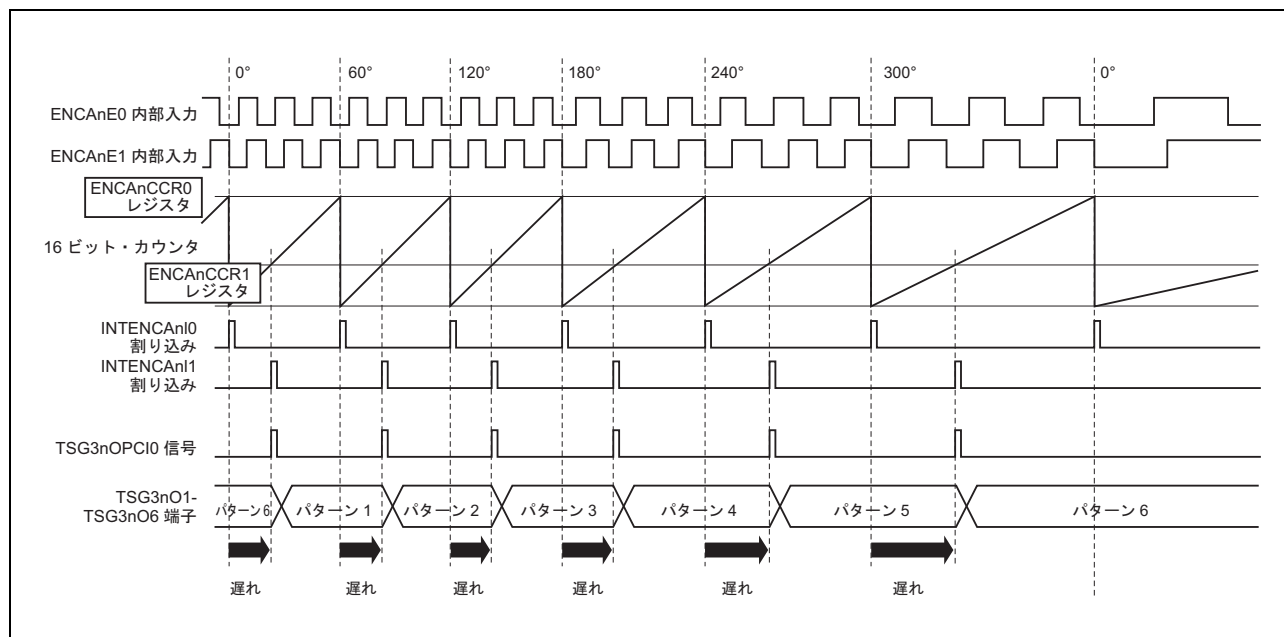 0° 60° 120° 180° 240° 300° 0°
ENCAnE0 内部入力
ENCAnE1 内部入力
ENCAnCCR0
レジスタ
16 ビット・カウンタ
ENCAnCCR1
レジスタ
INTENCAnI0
割り込み
INTENCAnI1
割り込み
TSG3nOPCI0 信号
TSG3nO1-
TSG3nO6 端子
パターン 6 パターン 1 パターン 2 パターン 3 パターン 4 パターン 5 パターン 6
遅れ 遅れ 遅れ 遅れ 遅れ 遅れ